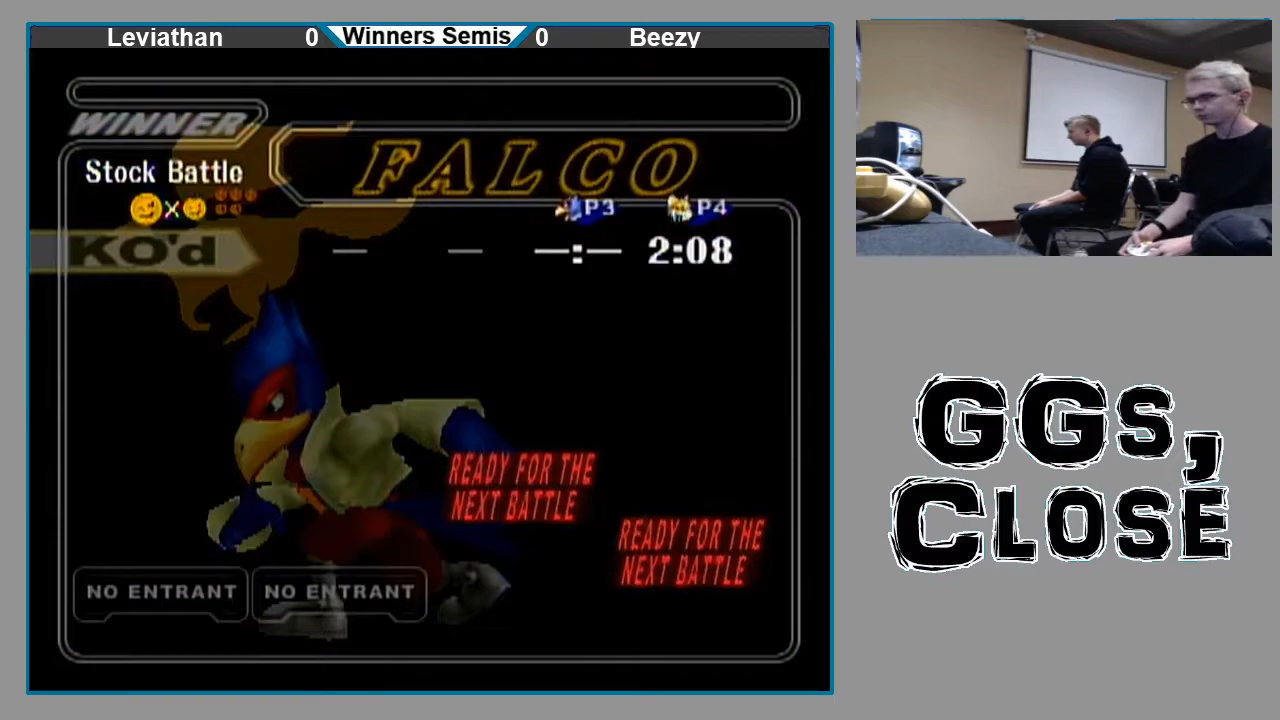 Leviathan 0 Winners Semis 0 Beezy
WINNER
FALCO
Stock Battle
P3 P4
KO'd
2:08
READY FOR THE
NEXT BATTLE
READY FOR THE
NEXT BATTLE
NO ENTRANT NO ENTRANT
GGs,
Close